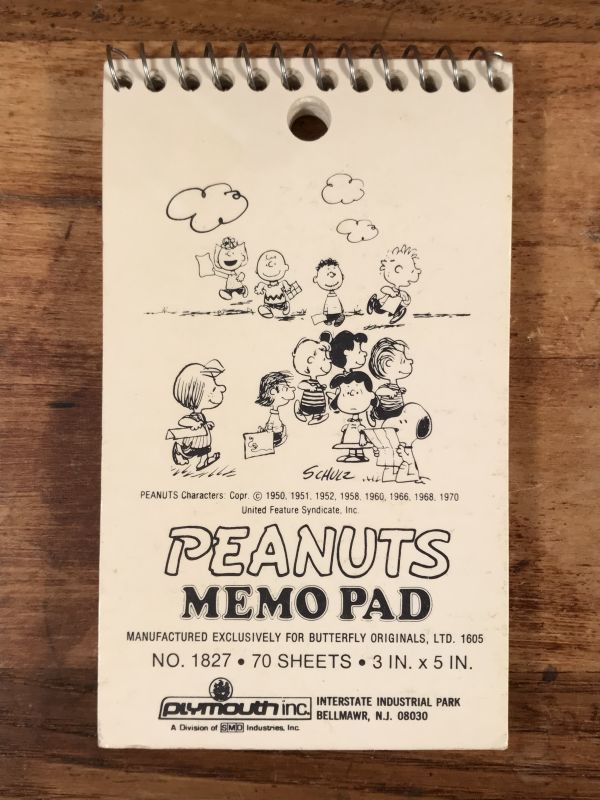 SCHULZ
PEANUTS Characters: Copr. © 1950, 1951, 1952, 1958, 1960, 1966, 1968, 1970
United Feature Syndicate, Inc.
PEANUTS
MEMO PAD
MANUFACTURED EXCLUSIVELY FOR BUTTERFLY ORIGINALS, LTD. 1605
NO. 1827 • 70 SHEETS • 3 IN. x 5 IN.
PLYMOUTH inc.
A Division of SMD Industries, Inc.
INTERSTATE INDUSTRIAL PARK
BELLMAWR, N.J. 08030